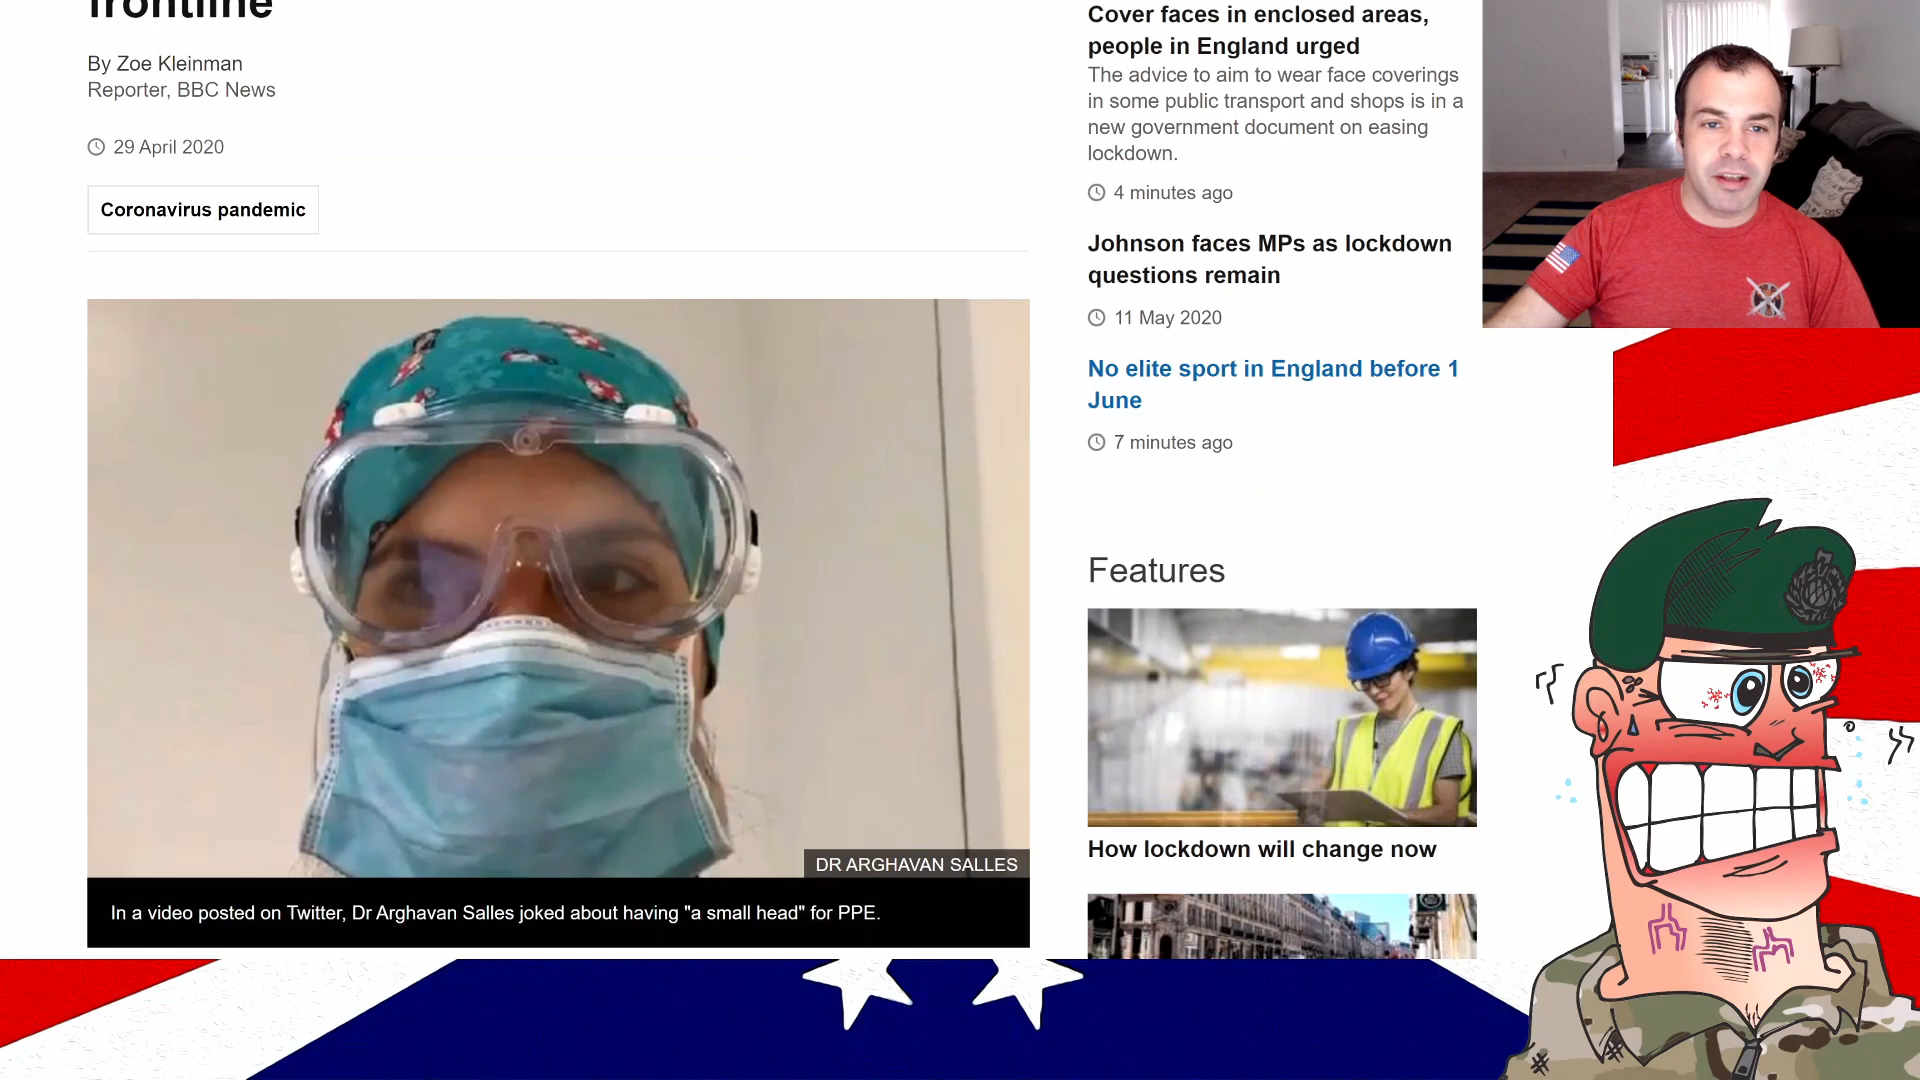 frontline
By Zoe Kleinman
Reporter, BBC News
29 April 2020
Coronavirus pandemic
DR ARGHAVAN SALLES
In a video posted on Twitter, Dr Arghavan Salles joked about having "a small head" for PPE.
Cover faces in enclosed areas,
people in England urged
The advice to aim to wear face coverings
in some public transport and shops is in a
new government document on easing
lockdown.
4 minutes ago
Johnson faces MPs as lockdown
questions remain
11 May 2020
No elite sport in England before 1
June
7 minutes ago
Features
How lockdown will change now